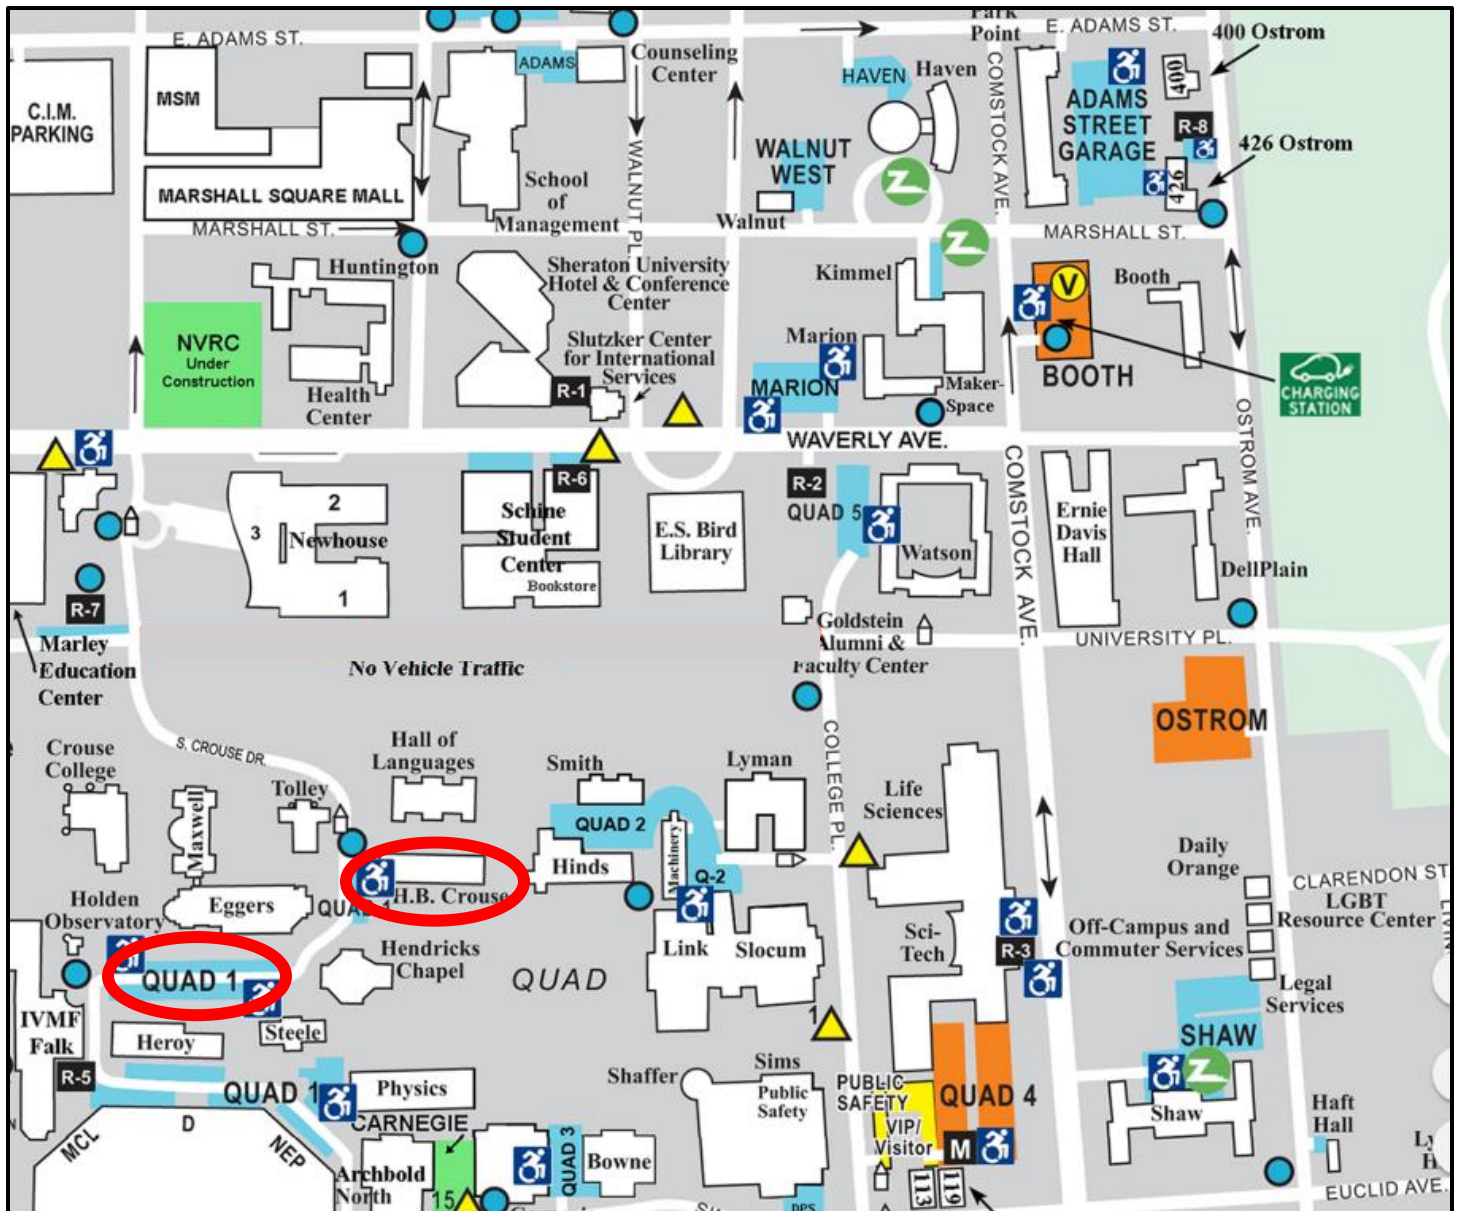 E. ADAMS ST.
C.I.M.
PARKING
MSM
MARSHALL SQUARE MALL
MARSHALL ST.
ADAMS
Counseling
Center
School
of
Management
WALNUT PL.
WALNUT
WEST
Walnut
HAVEN
Haven
Park
Point
COMSTOCK AVE.
E. ADAMS ST.
400 Ostrom
400
ADAMS
STREET
GARAGE
R-8
426 Ostrom
426
MARSHALL ST.
Huntington
NVRC
Under
Construction
Health
Center
Sheraton University
Hotel & Conference
Center
Slutzker Center
for International
Services
R-1
Kimmel
Marion
MARION
Maker-
Space
V
BOOTH
Booth
CHARGING
STATION
OSTROM AVE.
WAVERLY AVE.
2
3
Newhouse
1
R-6
Schine
Student
Center
Bookstore
E.S. Bird
Library
R-2
QUAD 5
Watson
COMSTOCK AVE.
Ernie
Davis
Hall
DellPlain
R-7
Marley
Education
Center
No Vehicle Traffic
Goldstein
Alumni &
Faculty Center
UNIVERSITY PL.
OSTROM
S. CROUSE DR.
Crouse
College
Maxwell
Tolley
Hall of
Languages
Smith
QUAD 2
Hinds
Machinery
Lyman
Q-2
COLLEGE PL.
Life
Sciences
Daily
Orange
CLARENDON ST
LGBT
Resource Center
Holden
Observatory
Eggers
QUAD 1
H.B. Crouse
Hendricks
Chapel
QUAD
Link
Slocum
Sci-
Tech
R-3
Off-Campus and
Commuter Services
Legal
Services
QUAD 1
IVMF
Falk
Heroy
Steele
R-5
QUAD 1
Physics
CARNEGIE
MCL
D
NEP
Archbold
North
15
QUAD 3
Bowne
Shaffer
Sims
Public
Safety
1
DPS
PUBLIC
SAFETY
VIP/
Visitor
QUAD 4
M
113
119
SHAW
Shaw
Haft
Hall
EUCLID AVE.